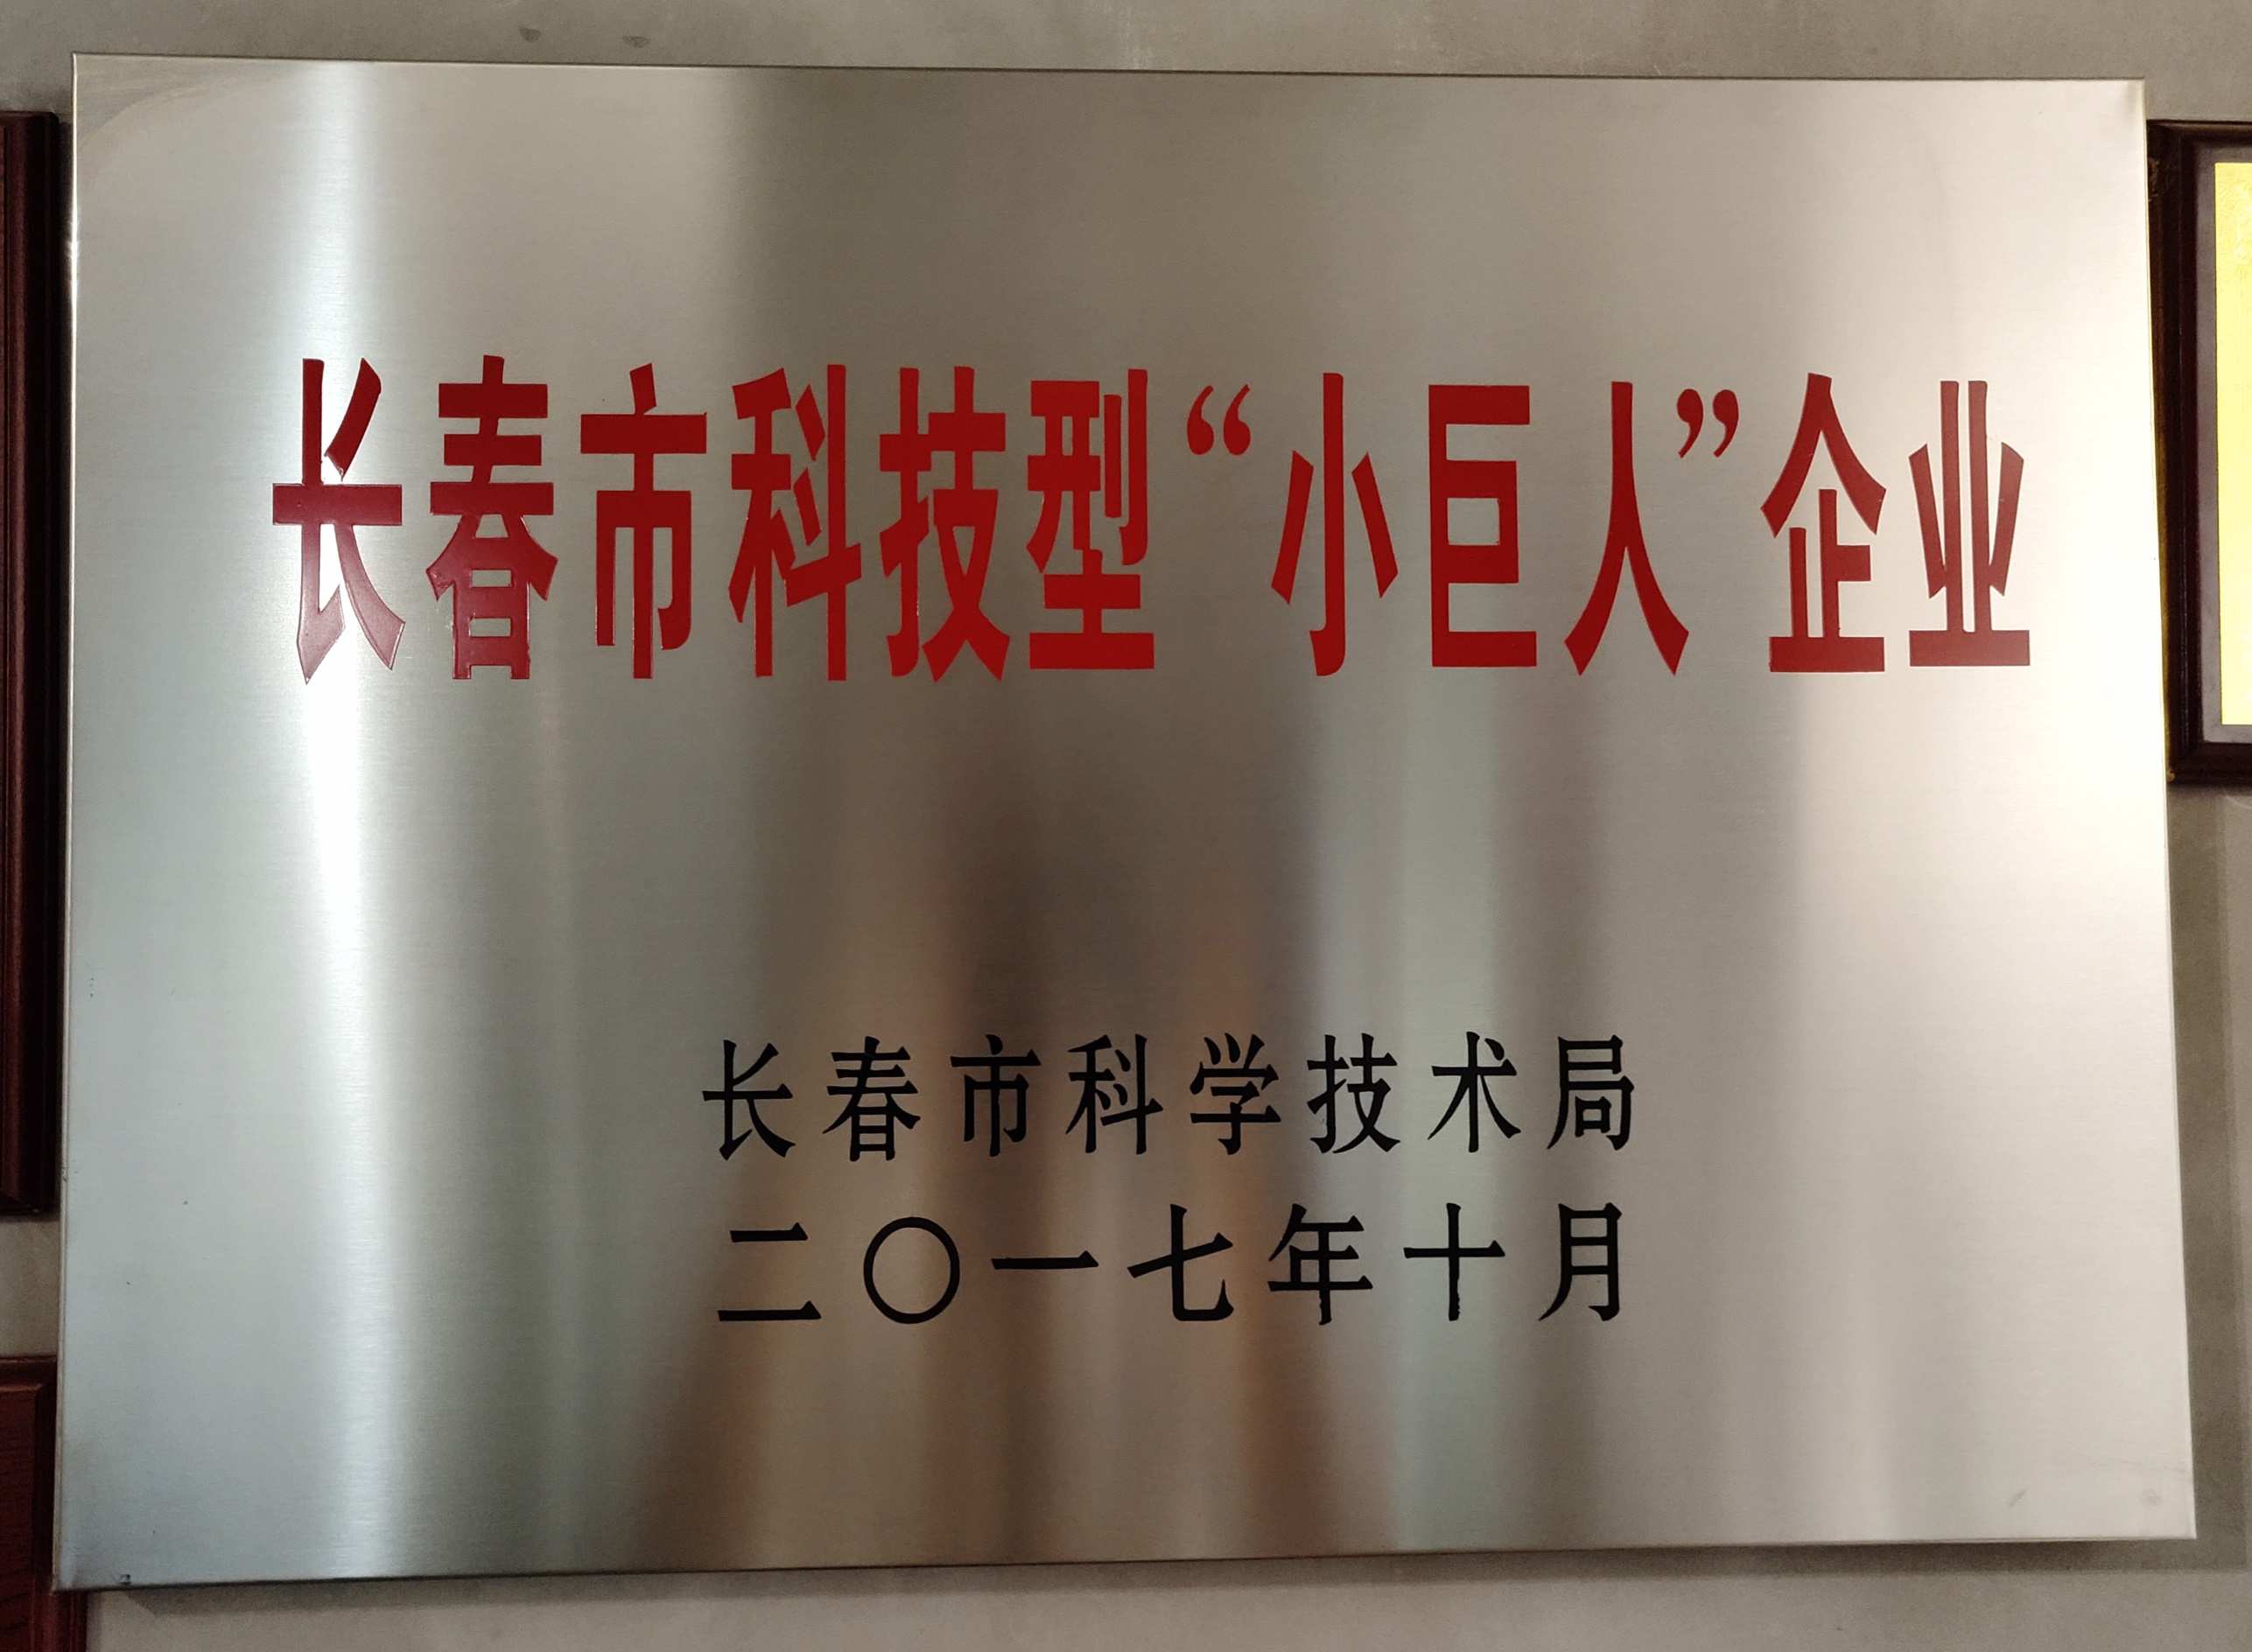 长春市科技型“小巨人”企业
长春市科学技术局
二〇一七年十月